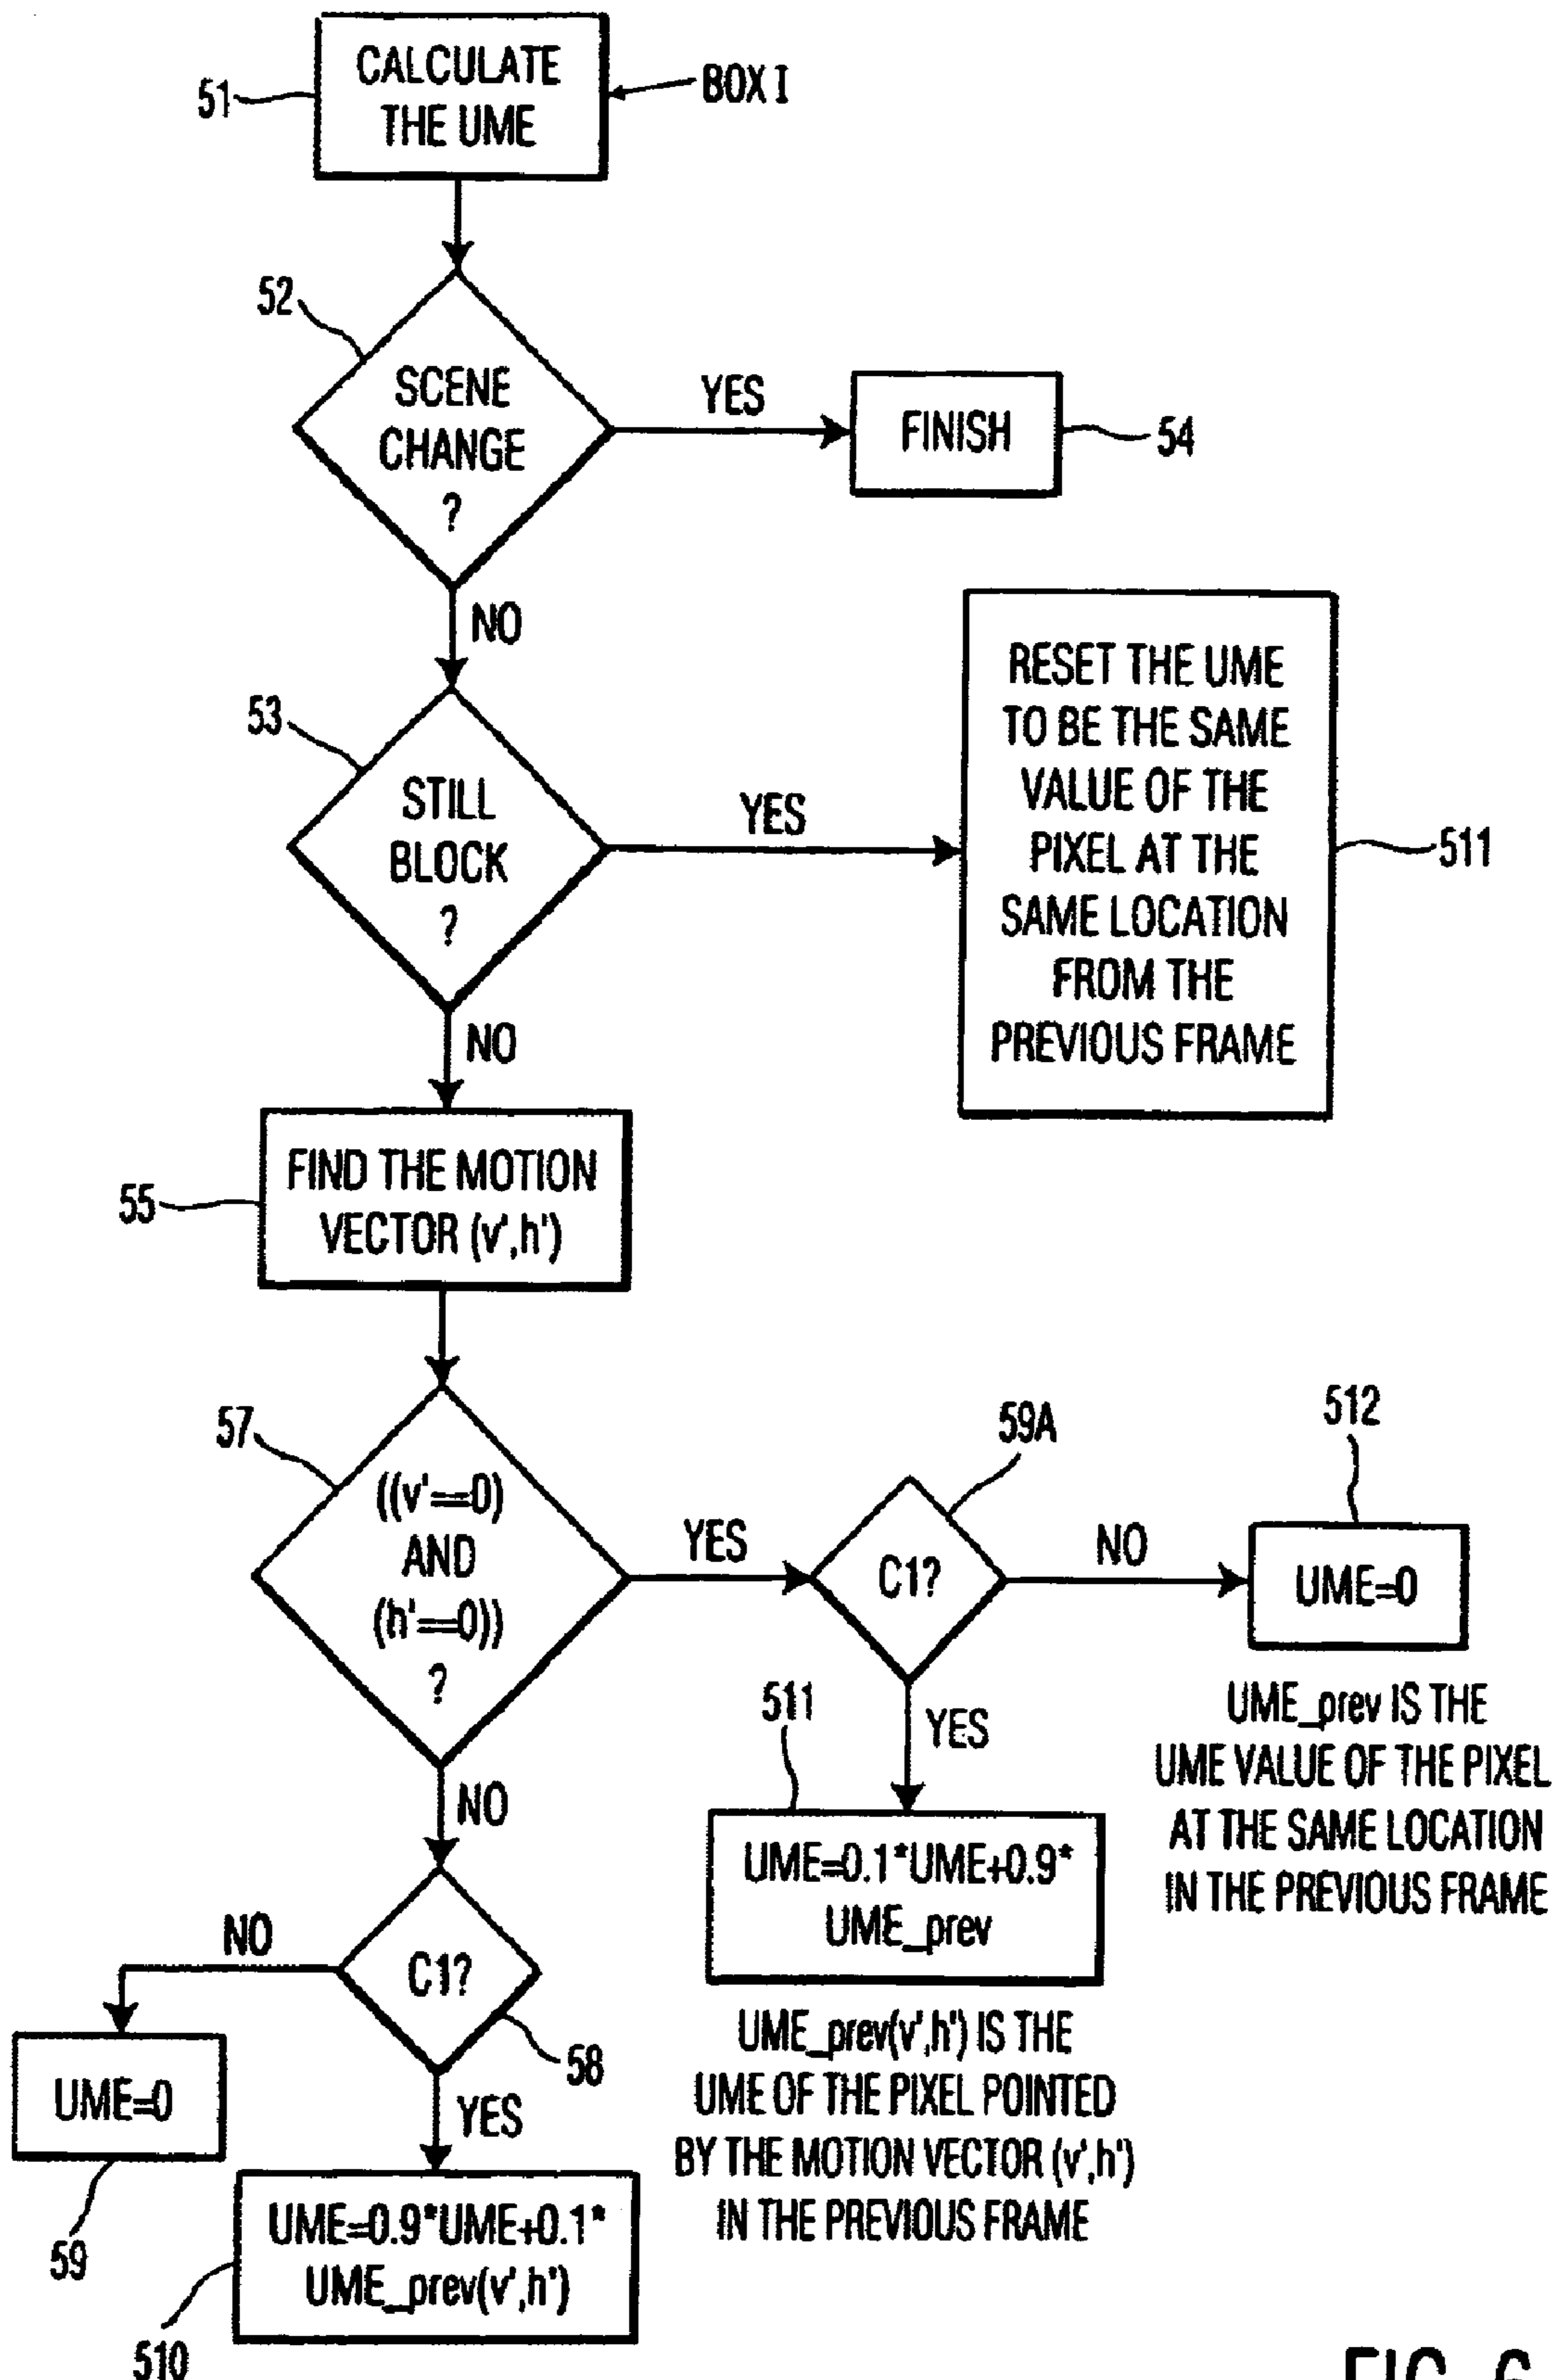 CALCULATE
THE UME
51
BOX I
52
SCENE
CHANGE
?
YES
FINISH
54
NO
53
STILL
BLOCK
?
YES
RESET THE UME
TO BE THE SAME
VALUE OF THE
PIXEL AT THE
SAME LOCATION
FROM THE
PREVIOUS FRAME
511
NO
55
FIND THE MOTION
VECTOR (v',h')
57
((v'==0)
AND
(h'==0))
?
YES
59A
C1?
NO
512
UME=0
UME_prev IS THE
UME VALUE OF THE PIXEL
AT THE SAME LOCATION
IN THE PREVIOUS FRAME
YES
511
UME=0.1*UME+0.9*
UME_prev
UME_prev(v',h') IS THE
UME OF THE PIXEL POINTED
BY THE MOTION VECTOR (v',h')
IN THE PREVIOUS FRAME
NO
C1?
58
NO
UME=0
59
YES
UME=0.9*UME+0.1*
UME_prev(v',h')
510
FIG. 6